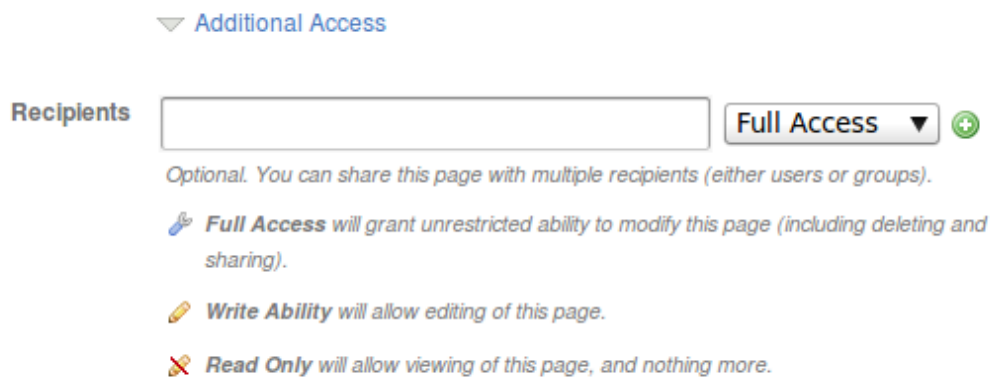 Additional Access
Recipients
Full Access
Optional. You can share this page with multiple recipients (either users or groups).
Full Access will grant unrestricted ability to modify this page (including deleting and
sharing).
Write Ability will allow editing of this page.
Read Only will allow viewing of this page, and nothing more.